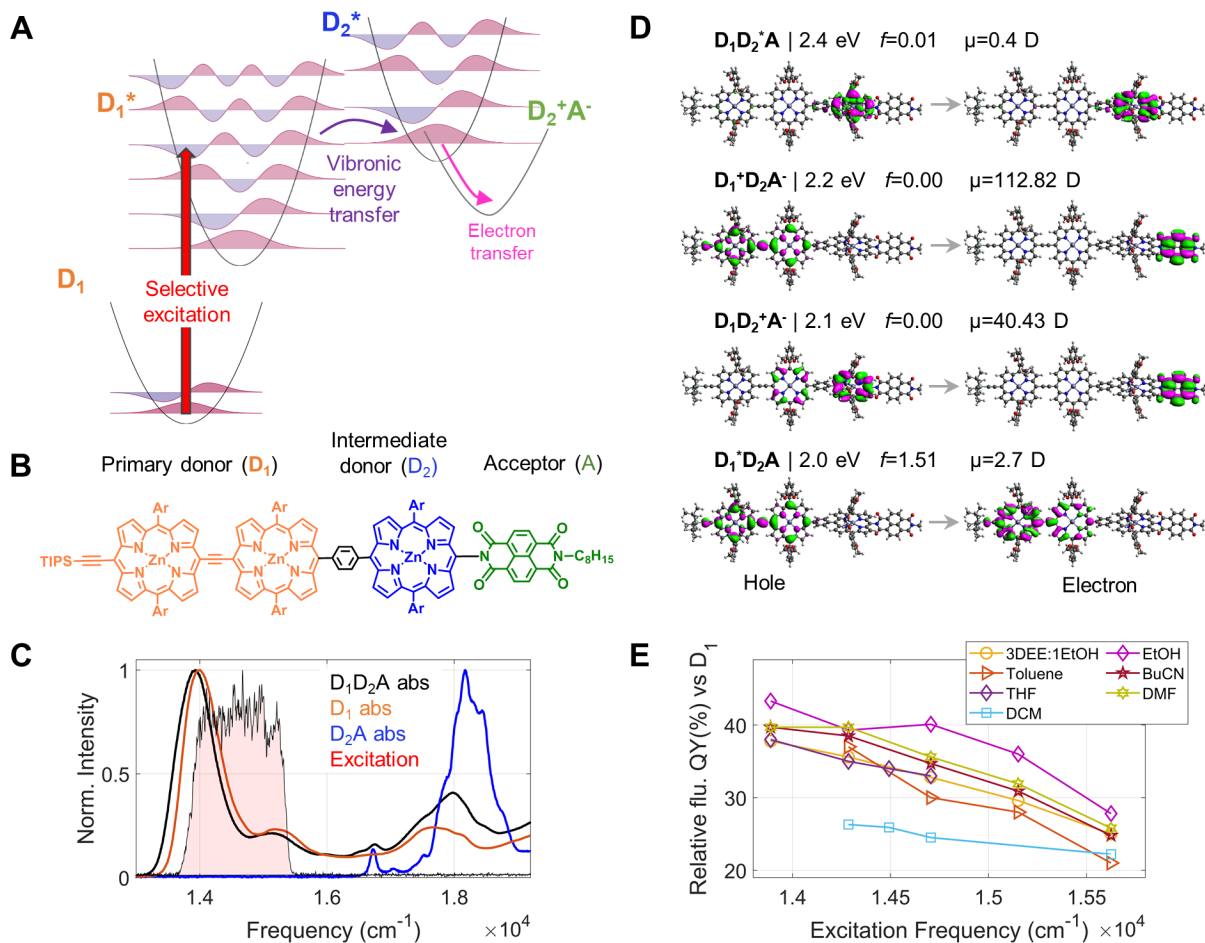 A
D₂*
D₁*
D₂⁺A⁻
Vibronic
energy
transfer
Electron
transfer
D₁
Selective
excitation
B
Primary donor (D₁)
Intermediate
donor (D₂)
Acceptor (A)
Ar
Ar
Ar
TIPS
N
N
Zn
N
N
N
N
Zn
N
N
N
N
Zn
N
N
O
O
N
N
C₈H₁₅
O
O
Ar
Ar
Ar
C
Norm. Intensity
1
0.5
0
D₁D₂A abs
D₁ abs
D₂A abs
Excitation
1.4
1.6
1.8
Frequency (cm⁻¹)
× 10⁴
D
D₁D₂*A | 2.4 eV f=0.01 μ=0.4 D
D₁⁺D₂A⁻ | 2.2 eV f=0.00 μ=112.82 D
D₁D₂⁺A⁻ | 2.1 eV f=0.00 μ=40.43 D
D₁*D₂A | 2.0 eV f=1.51 μ=2.7 D
Hole
Electron
E
Relative flu. QY(%) vs D₁
40
30
20
3DEE:1EtOH
Toluene
THF
DCM
EtOH
BuCN
DMF
1.4
1.45
1.5
1.55
Excitation Frequency (cm⁻¹)
× 10⁴